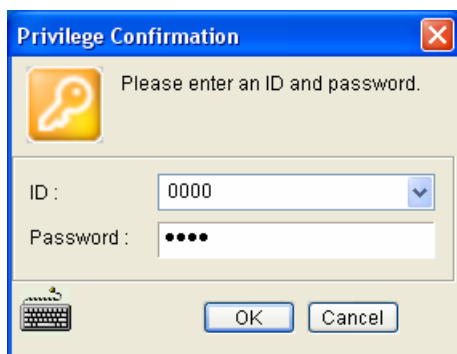 Privilege Confirmation
Please enter an ID and password.
ID : 0000
Password : ••••
OK Cancel